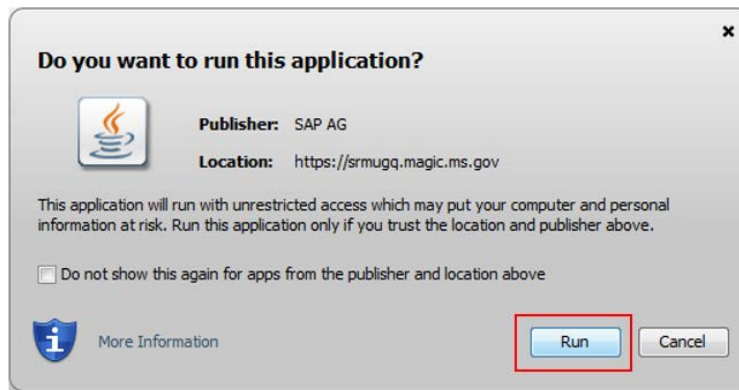 Do you want to run this application?
Publisher: SAP AG
Location: https://srmugq.magic.ms.gov
This application will run with unrestricted access which may put your computer and personal
information at risk. Run this application only if you trust the location and publisher above.
Do not show this again for apps from the publisher and location above
More Information
Run
Cancel